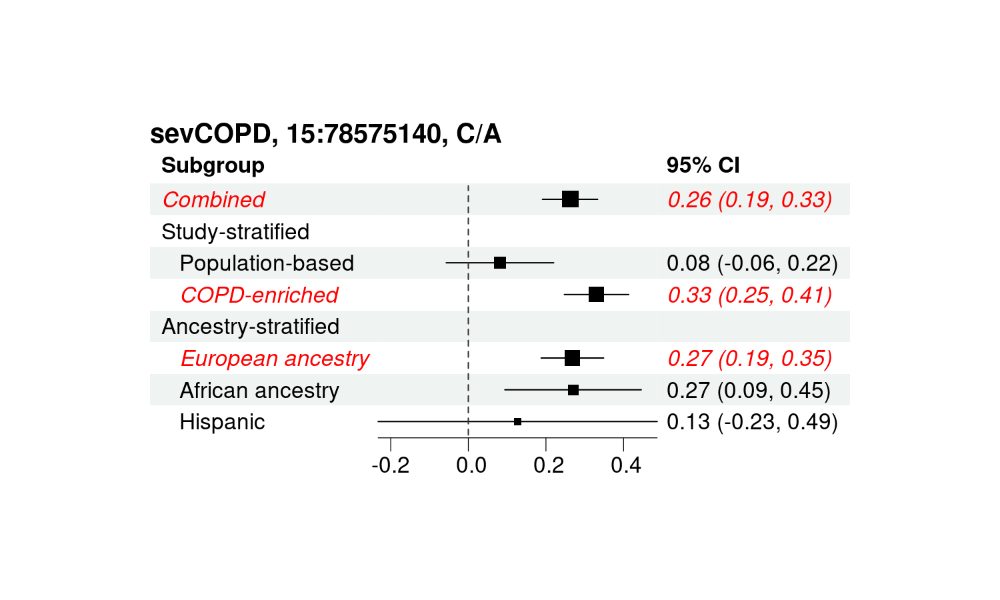 sevCOPD, 15:78575140, C/A
Subgroup 95% CI
Combined 0.26 (0.19, 0.33)
Study-stratified
Population-based 0.08 (-0.06, 0.22)
COPD-enriched 0.33 (0.25, 0.41)
Ancestry-stratified
European ancestry 0.27 (0.19, 0.35)
African ancestry 0.27 (0.09, 0.45)
Hispanic 0.13 (-0.23, 0.49)
-0.2 0.0 0.2 0.4